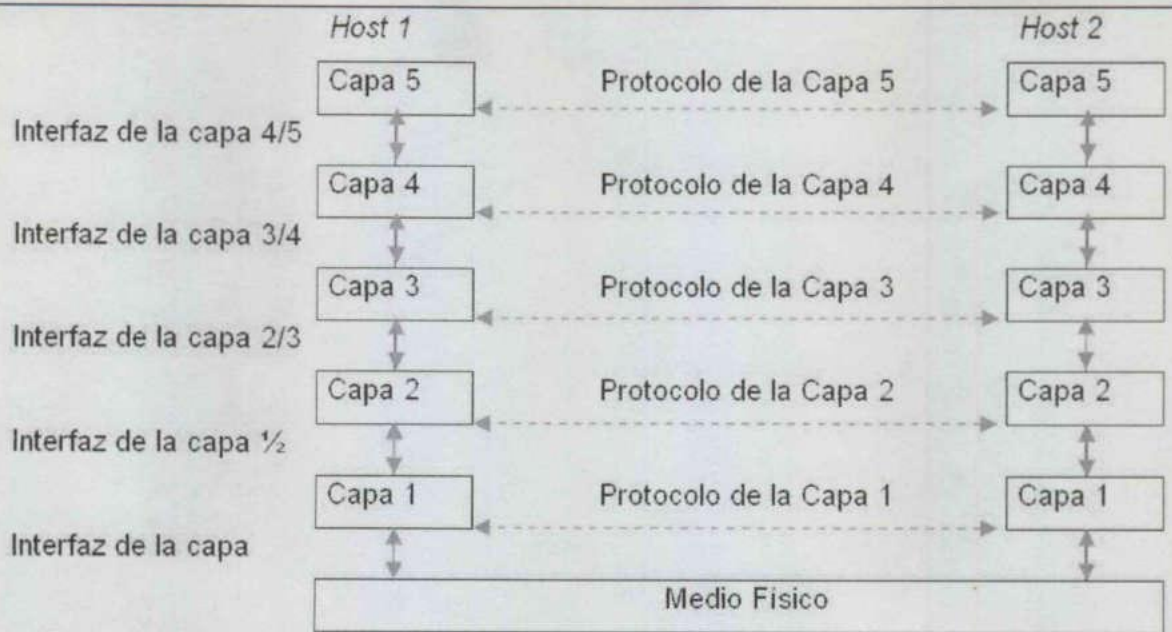 Host 1 Host 2
Capa 5 Protocolo de la Capa 5 Capa 5
Interfaz de la capa 4/5
Capa 4 Protocolo de la Capa 4 Capa 4
Interfaz de la capa 3/4
Capa 3 Protocolo de la Capa 3 Capa 3
Interfaz de la capa 2/3
Capa 2 Protocolo de la Capa 2 Capa 2
Interfaz de la capa ½
Capa 1 Protocolo de la Capa 1 Capa 1
Interfaz de la capa
Medio Físico